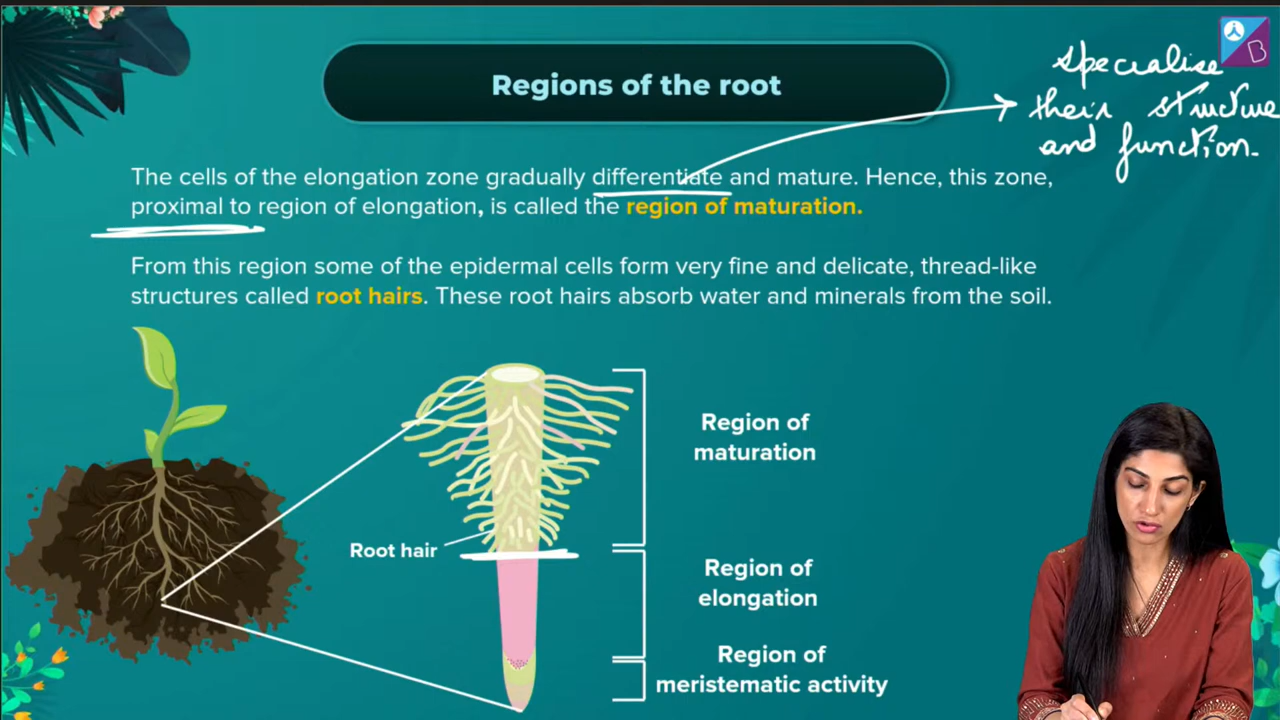 Regions of the root
specialise
their structure
and function.
B
The cells of the elongation zone gradually differentiate and mature. Hence, this zone,
proximal to region of elongation, is called the region of maturation.
From this region some of the epidermal cells form very fine and delicate, thread-like
structures called root hairs. These root hairs absorb water and minerals from the soil.
Region of
maturation
Root hair
Region of
elongation
Region of
meristematic activity